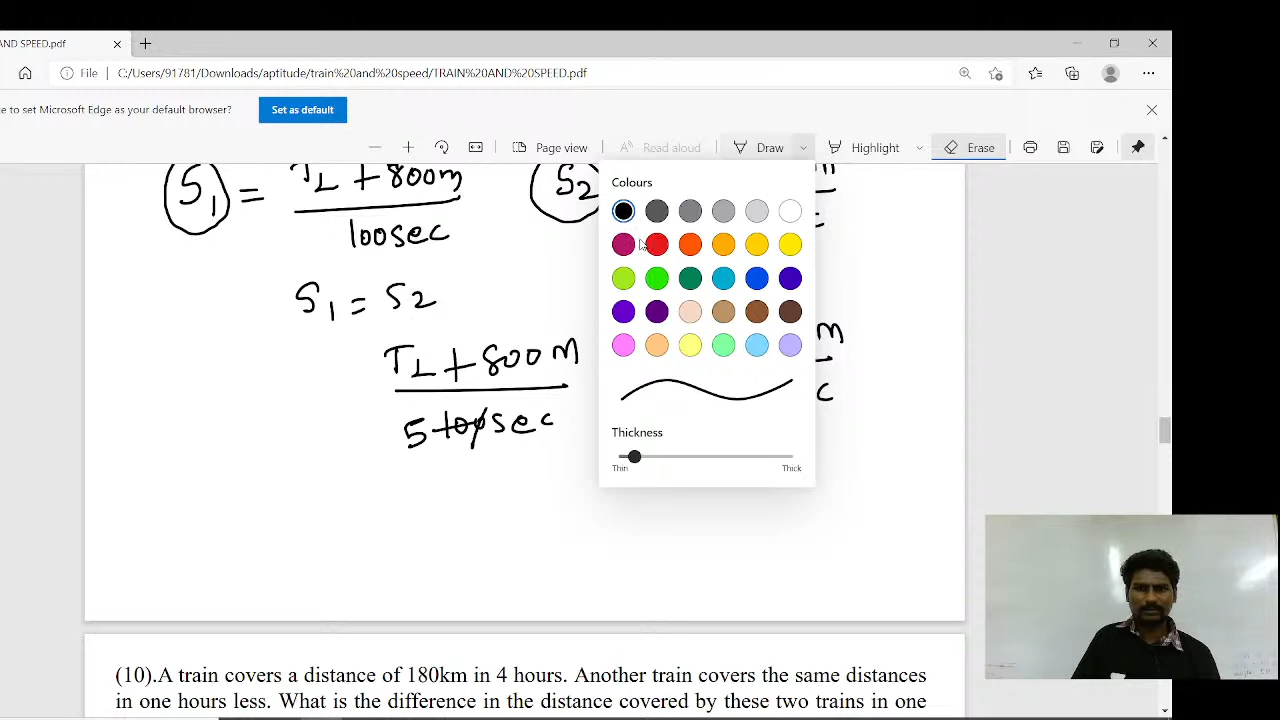 AND SPEED.pdf
File C:/Users/91781/Downloads/aptitude/train%20and%20speed/TRAIN%20AND%20SPEED.pdf
e to set Microsoft Edge as your default browser? Set as default
Page view Read aloud Draw Highlight Erase
S1 = TL + 800m S2
100sec
S1 = S2
TL + 800m m
5 100 sec c
Colours
Thickness
Thin Thick
(10).A train covers a distance of 180km in 4 hours. Another train covers the same distances
in one hours less. What is the difference in the distance covered by these two trains in one